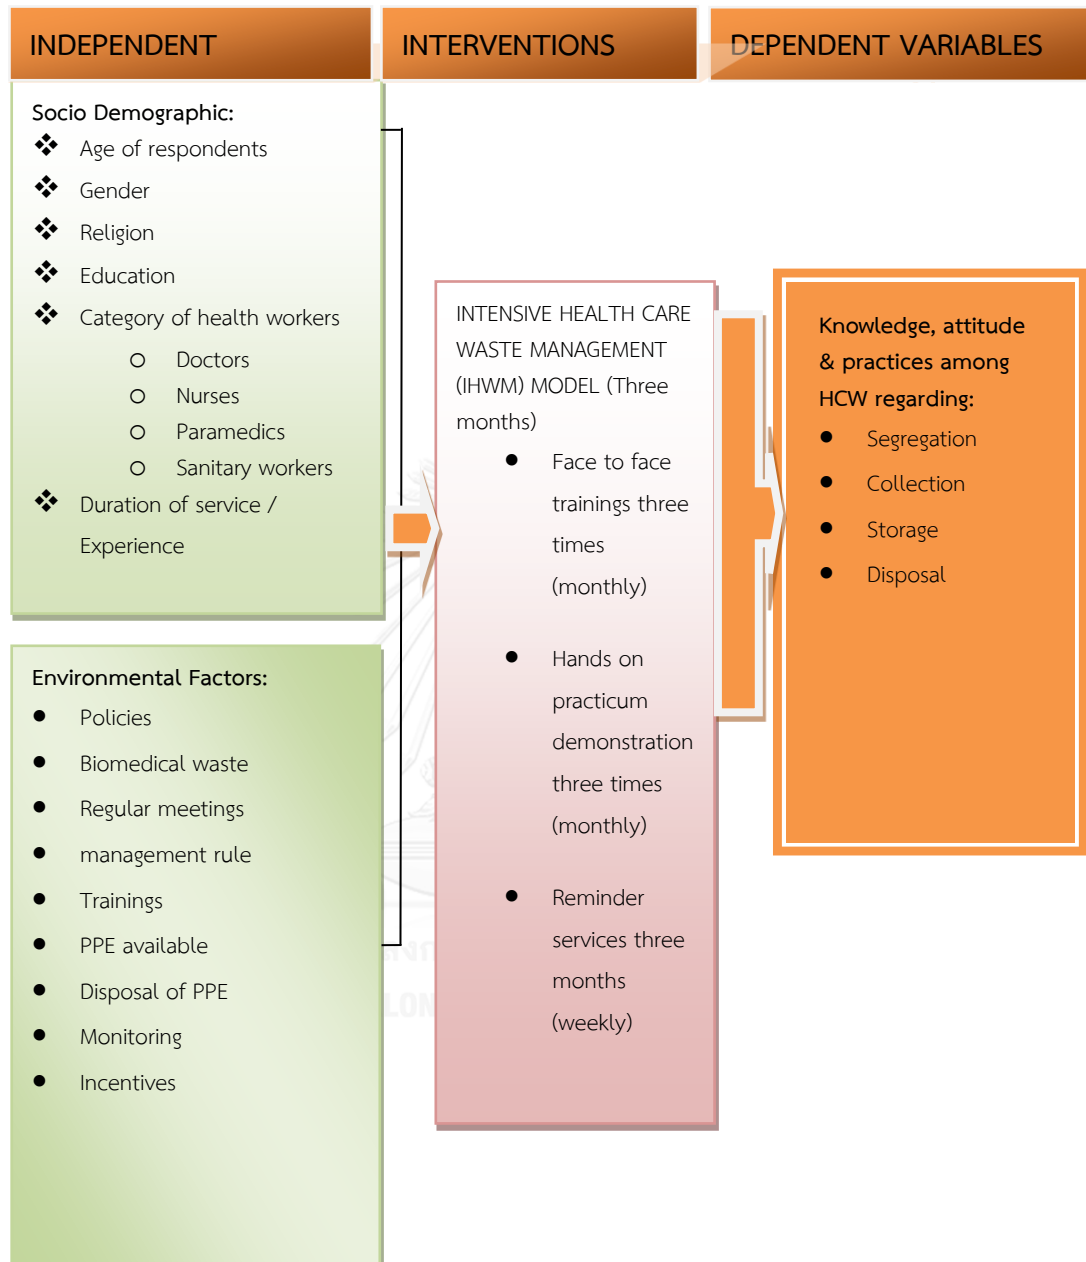 INDEPENDENT
INTERVENTIONS
DEPENDENT VARIABLES
Socio Demographic:
❖ Age of respondents
❖ Gender
❖ Religion
❖ Education
❖ Category of health workers
o Doctors
o Nurses
o Paramedics
o Sanitary workers
❖ Duration of service /
Experience
Environmental Factors:
● Policies
● Biomedical waste
● Regular meetings
● management rule
● Trainings
● PPE available
● Disposal of PPE
● Monitoring
● Incentives
INTENSIVE HEALTH CARE
WASTE MANAGEMENT
(IHWM) MODEL (Three
months)
● Face to face
trainings three
times
(monthly)
● Hands on
practicum
demonstration
three times
(monthly)
● Reminder
services three
months
(weekly)
Knowledge, attitude
& practices among
HCW regarding:
● Segregation
● Collection
● Storage
● Disposal